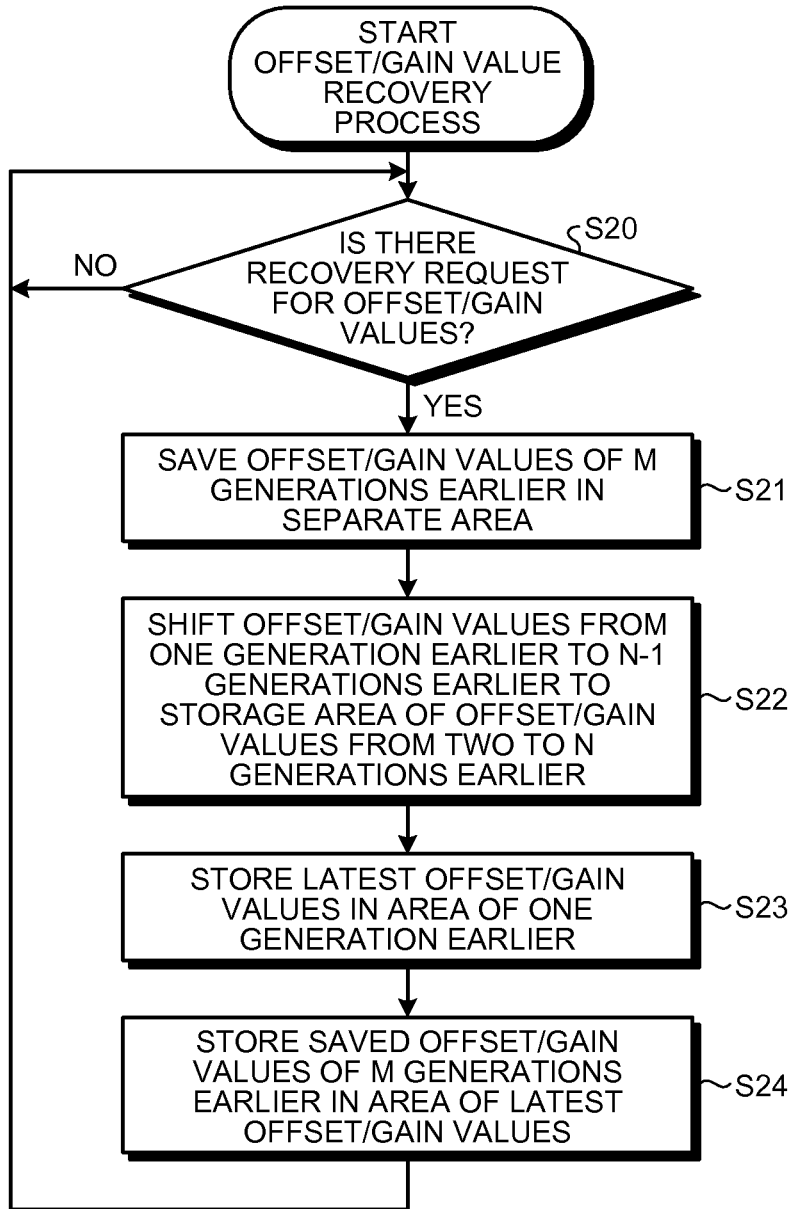 START
OFFSET/GAIN VALUE
RECOVERY
PROCESS
IS THERE
RECOVERY REQUEST
FOR OFFSET/GAIN
VALUES?
S20
NO
YES
SAVE OFFSET/GAIN VALUES OF M
GENERATIONS EARLIER IN
SEPARATE AREA
S21
SHIFT OFFSET/GAIN VALUES FROM
ONE GENERATION EARLIER TO N-1
GENERATIONS EARLIER TO
STORAGE AREA OF OFFSET/GAIN
VALUES FROM TWO TO N
GENERATIONS EARLIER
S22
STORE LATEST OFFSET/GAIN
VALUES IN AREA OF ONE
GENERATION EARLIER
S23
STORE SAVED OFFSET/GAIN
VALUES OF M GENERATIONS
EARLIER IN AREA OF LATEST
OFFSET/GAIN VALUES
S24